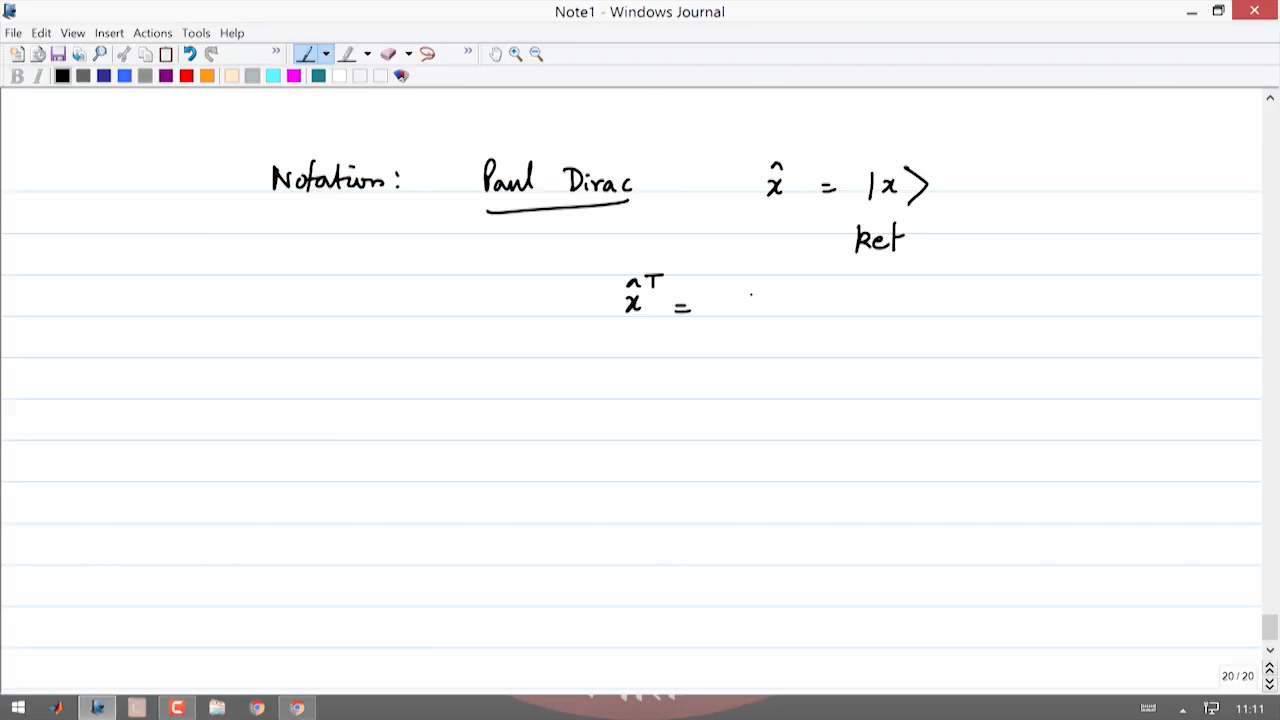 Note1 - Windows Journal
File Edit View Insert Actions Tools Help
B I
Notation: Paul Dirac x̂ = |x>
ket
x̂ᵀ =
20 / 20
11:11